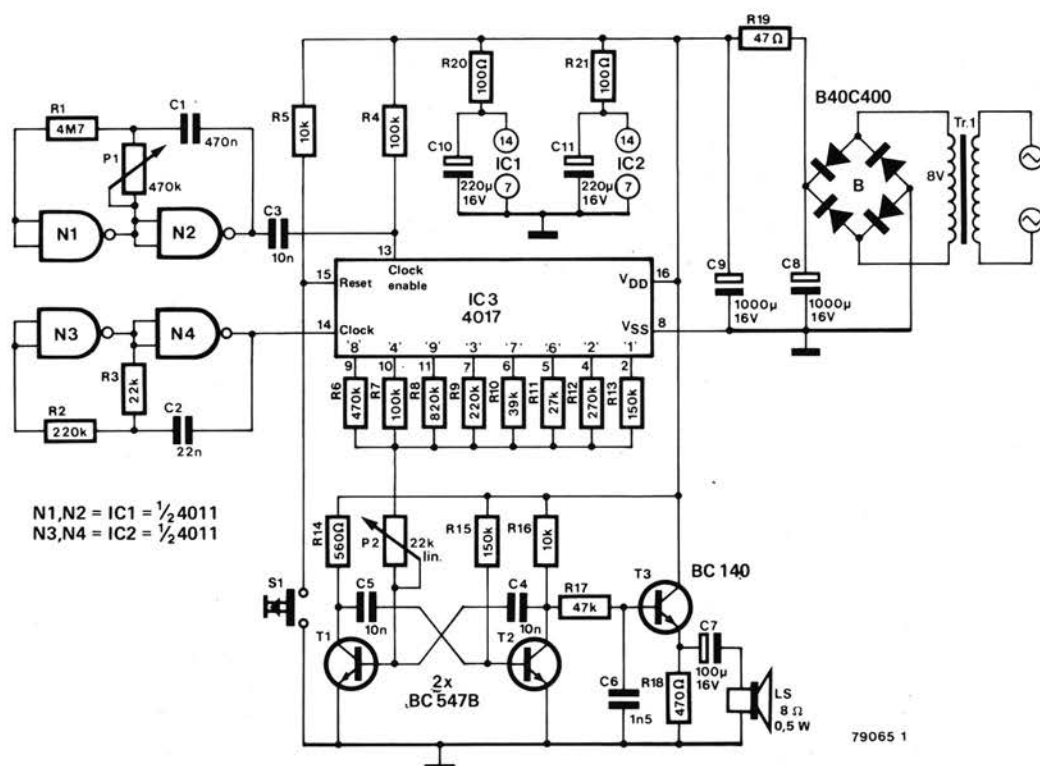 R19
47Ω
R20
100Ω
R21
100Ω
B40C400
Tr.1
8V
B
R1
4M7
C1
470n
P1
470k
R5
10k
R4
100k
C10
220µ
16V
14
IC1
7
C11
220µ
16V
14
IC2
7
N1
N2
C3
10n
13
15
Reset
Clock
enable
VDD
16
IC3
4017
C9
1000µ
16V
C8
1000µ
16V
N3
N4
14
Clock
VSS
8
'8' '4' '9' '3' '7' '6' '2' '1'
9 10 11 7 6 5 4 2
R6 R7 R8 R9 R10 R11 R12 R13
470k 100k 820k 220k 39k 27k 270k 150k
R3
22k
R2
220k
C2
22n
N1,N2 = IC1 = ½ 4011
N3,N4 = IC2 = ½ 4011
R14
560Ω
P2
22k
lin.
R15
150k
R16
10k
BC 140
T3
S1
C5
10n
C4
10n
R17
47k
T1
T2
C7
100µ
16V
2x
BC 547B
C6
1n5
R18
470Ω
LS
8 Ω
0,5 W
79065 1